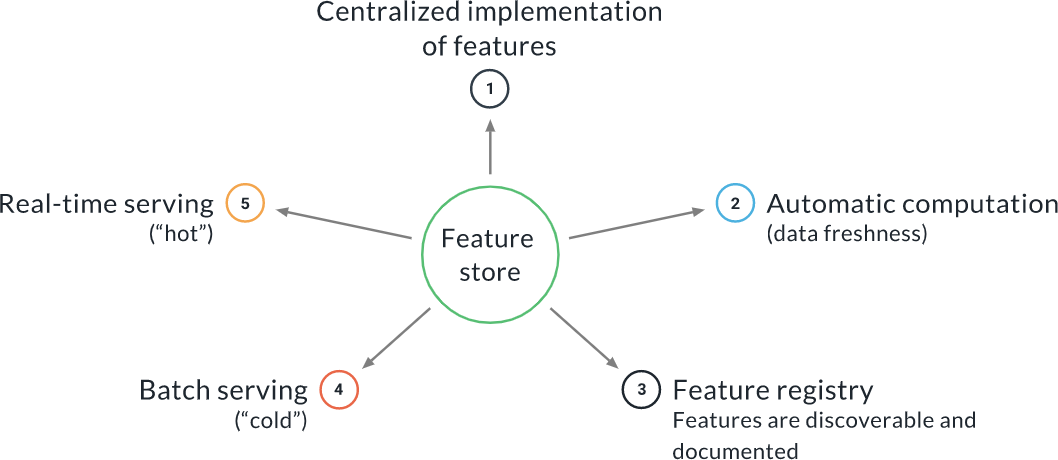 Centralized implementation
of features
1
Real-time serving
5
(“hot”)
2
Automatic computation
(data freshness)
Feature
store
Batch serving
4
(“cold”)
3
Feature registry
Features are discoverable and
documented